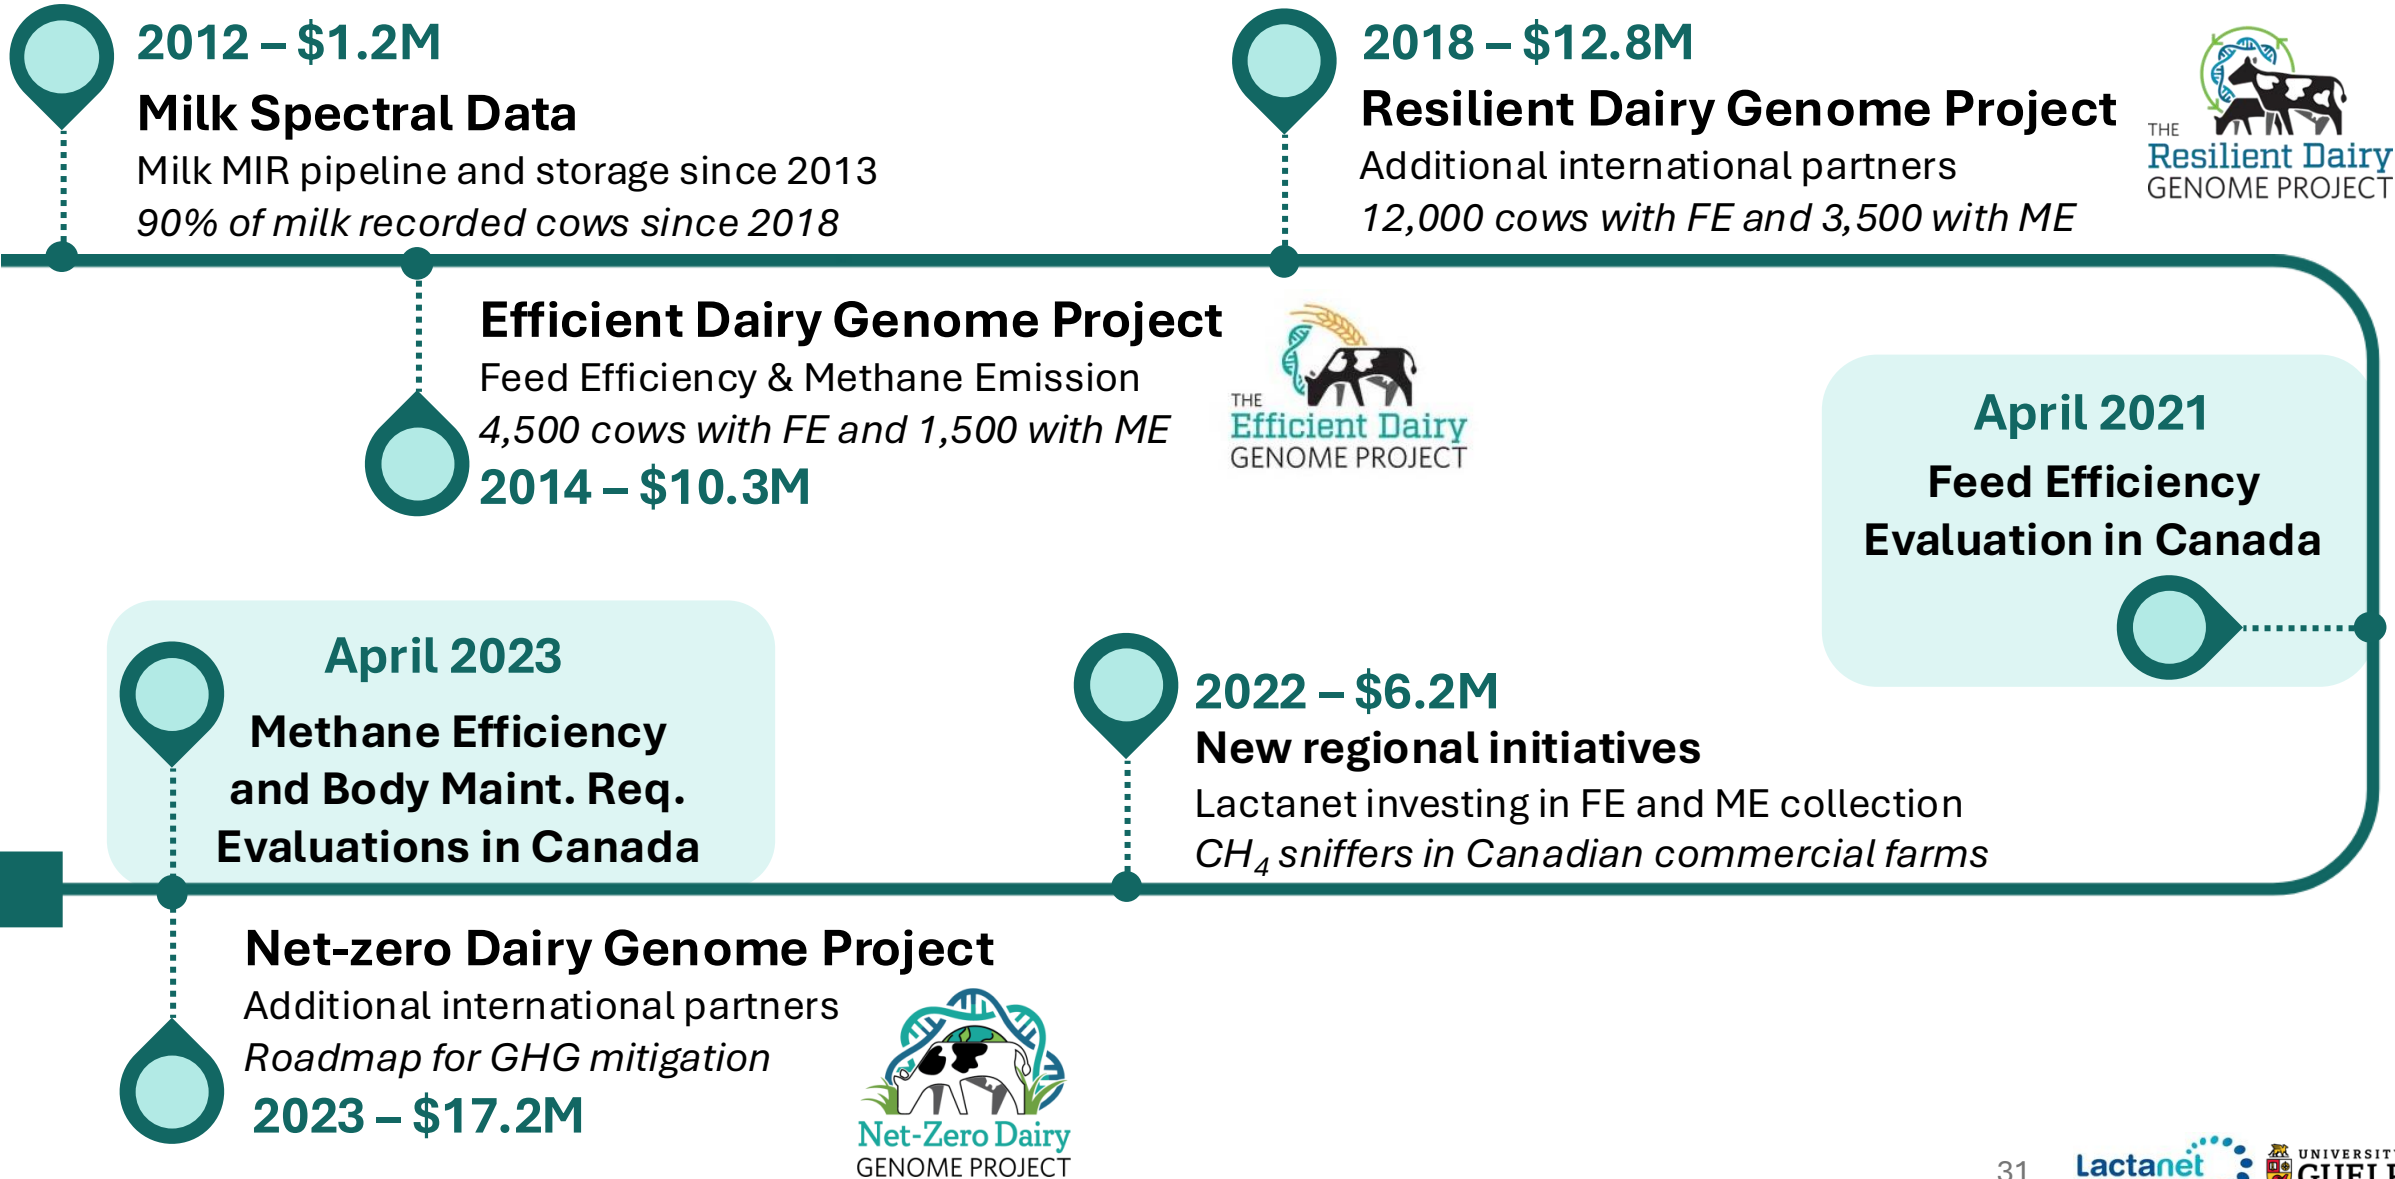 2012 – $1.2M
Milk Spectral Data
Milk MIR pipeline and storage since 2013
90% of milk recorded cows since 2018
2018 – $12.8M
Resilient Dairy Genome Project
Additional international partners
12,000 cows with FE and 3,500 with ME
THE
Resilient Dairy
GENOME PROJECT
Efficient Dairy Genome Project
Feed Efficiency & Methane Emission
4,500 cows with FE and 1,500 with ME
2014 – $10.3M
THE
Efficient Dairy
GENOME PROJECT
April 2021
Feed Efficiency
Evaluation in Canada
2022 – $6.2M
New regional initiatives
Lactanet investing in FE and ME collection
CH₄ sniffers in Canadian commercial farms
April 2023
Methane Efficiency
and Body Maint. Req.
Evaluations in Canada
Net-zero Dairy Genome Project
Additional international partners
Roadmap for GHG mitigation
2023 – $17.2M
Net-Zero Dairy
GENOME PROJECT
31
Lactanet